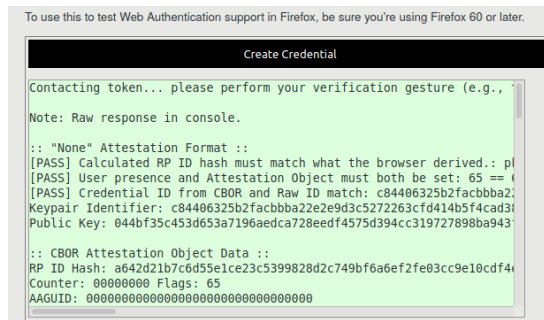 To use this to test Web Authentication support in Firefox, be sure you're using Firefox 60 or later.
Create Credential
Contacting token... please perform your verification gesture (e.g.,
Note: Raw response in console.
:: "None" Attestation Format ::
[PASS] Calculated RP ID hash must match what the browser derived.:
[PASS] User presence and Attestation Object must both be set: 65 ==
[PASS] Credential ID from CBOR and Raw ID match: c84406325b2facbbba22
Keypair Identifier: c84406325b2facbbba22e2e9d3c5272263cfd414b5f4cad38
Public Key: 044bf35c453d653a7196aedca728eedf4575d394cc319727898ba943
:: CBOR Attestation Object Data ::
RP ID Hash: a642d21b7c6d55e1ce23c5399828d2c749bf6a6ef2fe03cc9e10cdf4
Counter: 00000000 Flags: 65
AAGUID: 00000000000000000000000000000000